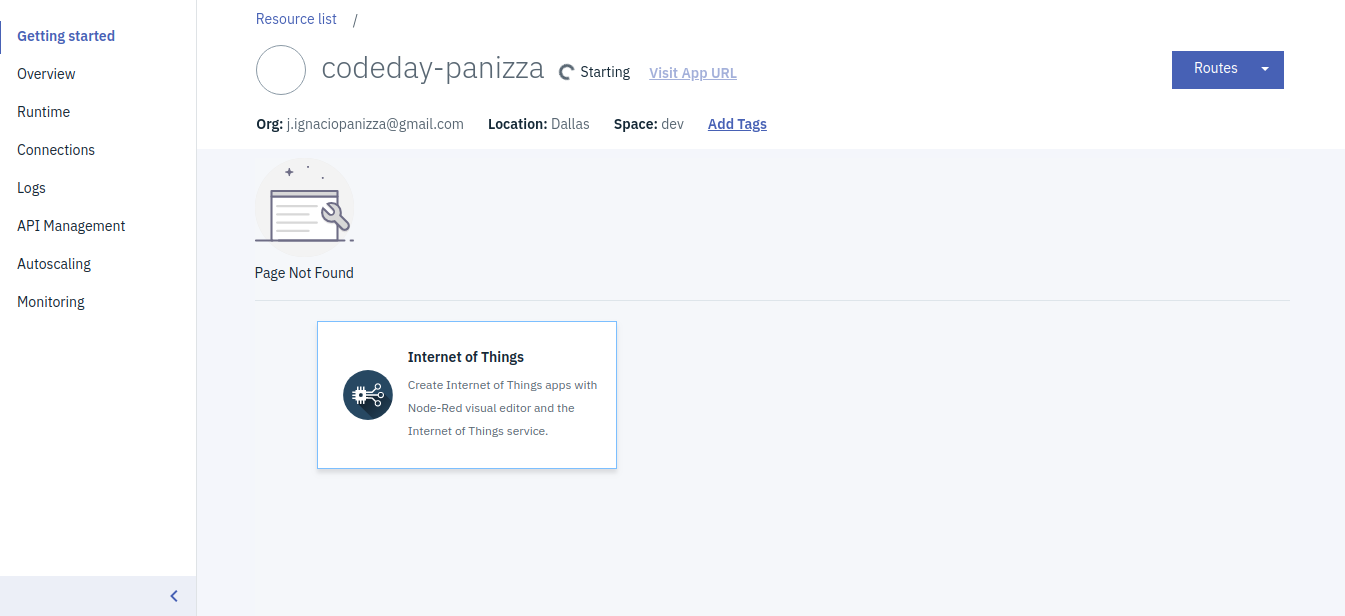 Getting started
Overview
Runtime
Connections
Logs
API Management
Autoscaling
Monitoring
Resource list /
codeday-panizza Starting Visit App URL
Routes
Org: j.ignaciopanizza@gmail.com Location: Dallas Space: dev Add Tags
Page Not Found
Internet of Things
Create Internet of Things apps with
Node-Red visual editor and the
Internet of Things service.